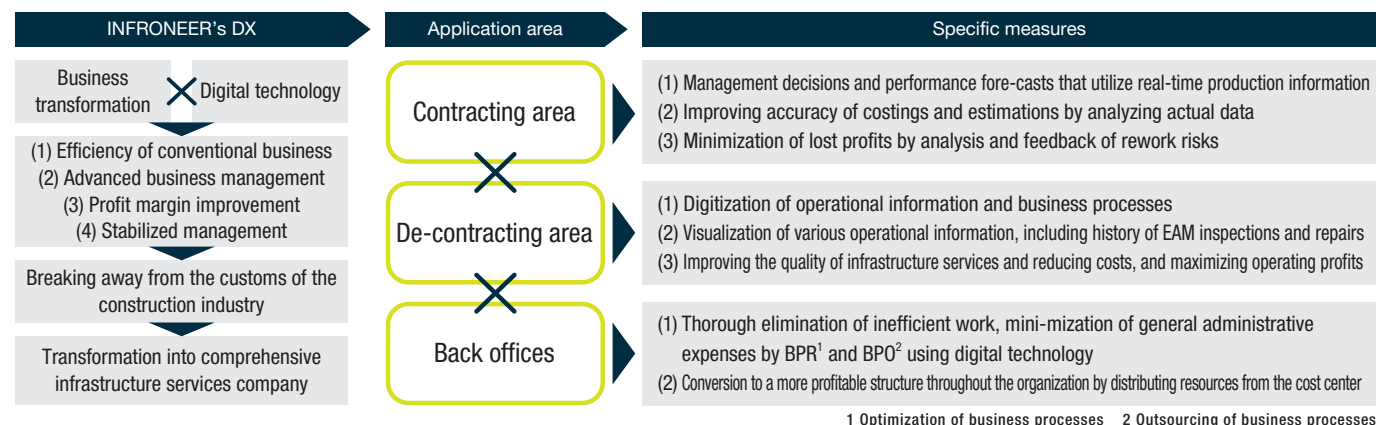 INFRONEER's DX
Business
transformation
Digital technology
(1) Efficiency of conventional business
(2) Advanced business management
(3) Profit margin improvement
(4) Stabilized management
Breaking away from the customs of the
construction industry
Transformation into comprehensive
infrastructure services company
Application area
Contracting area
De-contracting area
Back offices
Specific measures
(1) Management decisions and performance fore-casts that utilize real-time production information
(2) Improving accuracy of costings and estimations by analyzing actual data
(3) Minimization of lost profits by analysis and feedback of rework risks
(1) Digitization of operational information and business processes
(2) Visualization of various operational information, including history of EAM inspections and repairs
(3) Improving the quality of infrastructure services and reducing costs, and maximizing operating profits
(1) Thorough elimination of inefficient work, mini-mization of general administrative
expenses by BPR¹ and BPO² using digital technology
(2) Conversion to a more profitable structure throughout the organization by distributing resources from the cost center
1 Optimization of business processes 2 Outsourcing of business processes